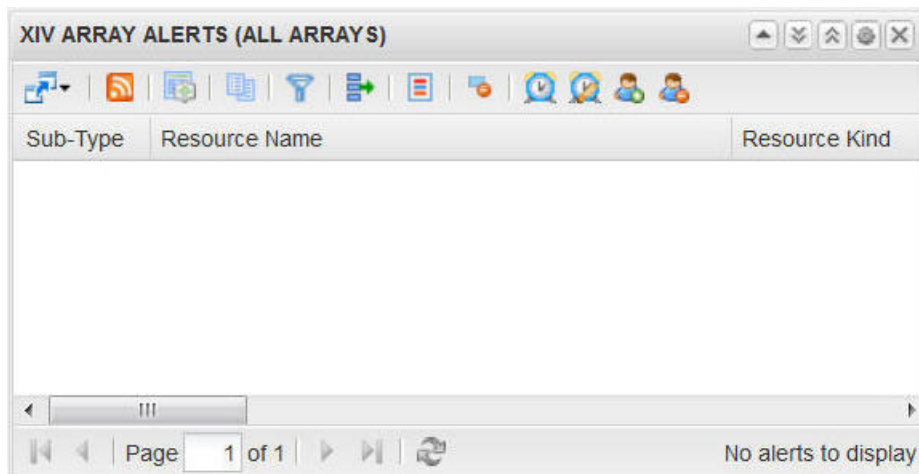 XIV ARRAY ALERTS (ALL ARRAYS)
Sub-Type Resource Name Resource Kind
Page 1 of 1 No alerts to display